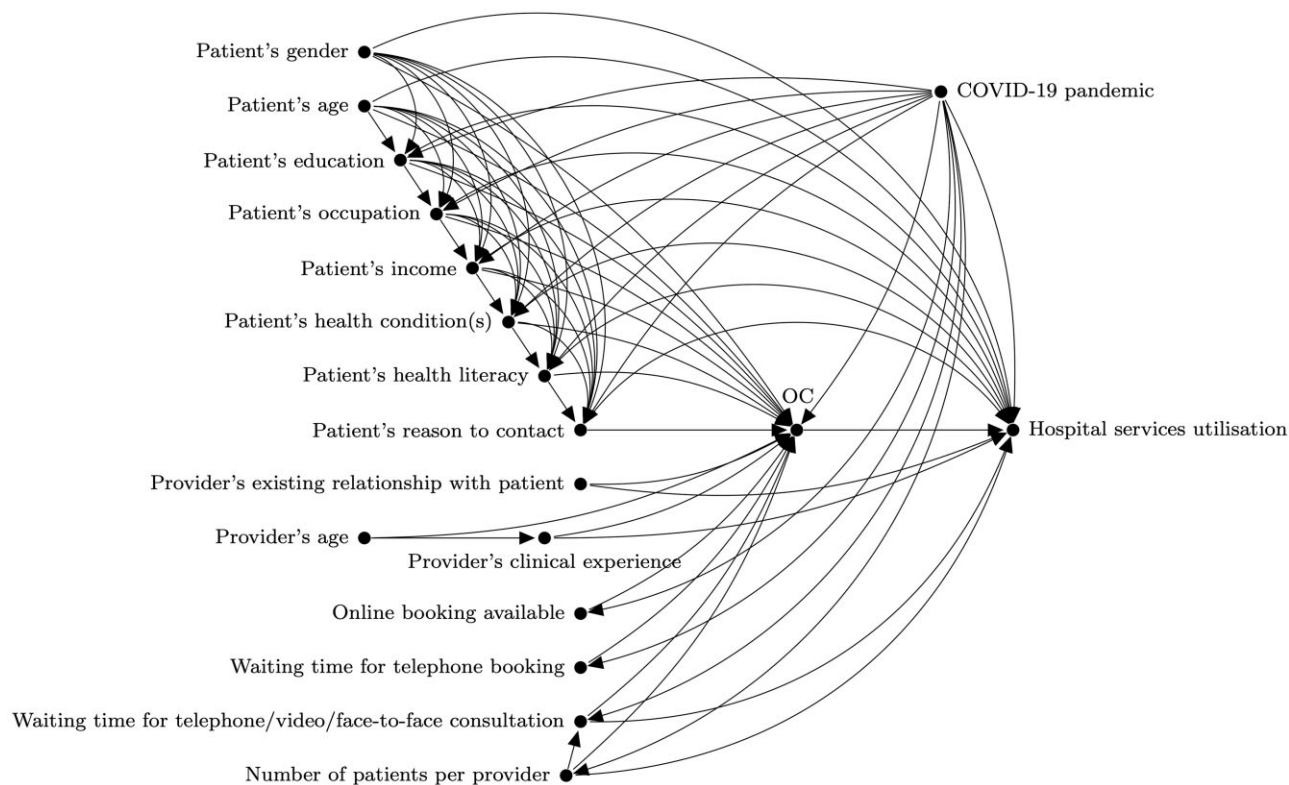 Patient's gender
Patient's age
COVID-19 pandemic
Patient's education
Patient's occupation
Patient's income
Patient's health condition(s)
Patient's health literacy
OC
Patient's reason to contact
Hospital services utilisation
Provider's existing relationship with patient
Provider's age
Provider's clinical experience
Online booking available
Waiting time for telephone booking
Waiting time for telephone/video/face-to-face consultation
Number of patients per provider